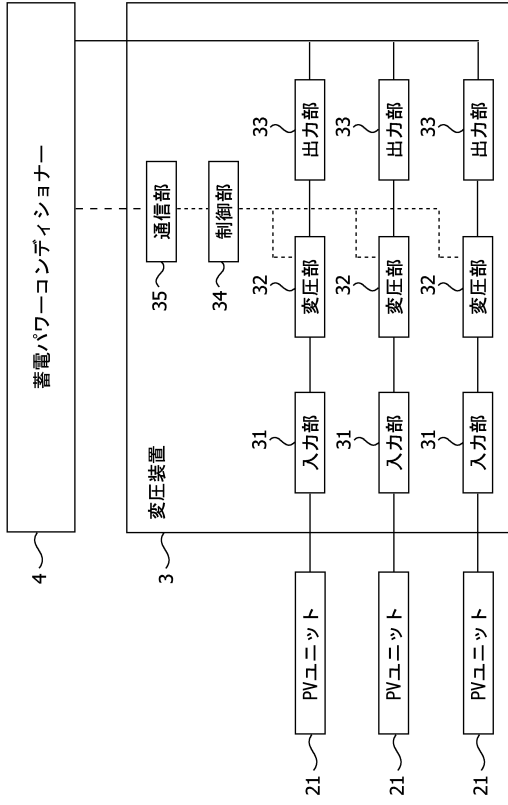 蓄電パワーコンディショナー
4
変圧装置
3
通信部
35
制御部
34
PVユニット
21
入力部
31
変圧部
32
出力部
33
PVユニット
21
入力部
31
変圧部
32
出力部
33
PVユニット
21
入力部
31
変圧部
32
出力部
33